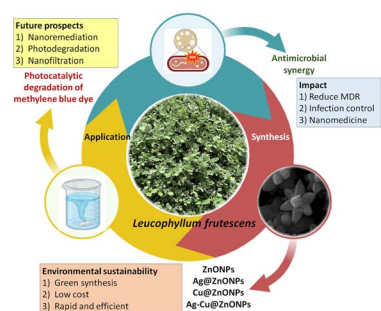 Future prospects
1) Nanoremediation
2) Photodegradation
3) Nanofiltration
Photocatalytic
degradation of
methylene blue dye
Antimicrobial
synergy
Impact
1) Reduce MDR
2) Infection control
3) Nanomedicine
Application
Synthesis
Leucophyllum frutescens
Environmental sustainability
1) Green synthesis
2) Low cost
3) Rapid and efficient
ZnONPs
Ag@ZnONPs
Cu@ZnONPs
Ag-Cu@ZnONPs